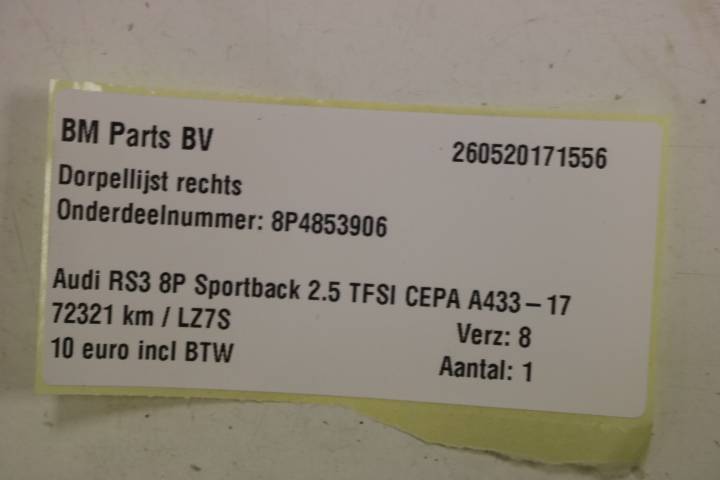 BM Parts BV 260520171556
Dorpellijst rechts
Onderdeelnummer: 8P4853906
Audi RS3 8P Sportback 2.5 TFSI CEPA A433-17
72321 km / LZ7S Verz: 8
10 euro incl BTW Aantal: 1